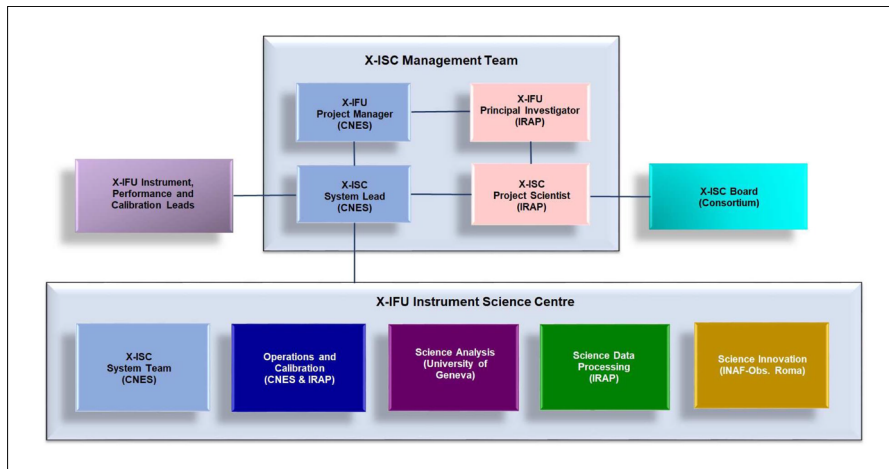 X-ISC Management Team
X-IFU
Project Manager
(CNES)
X-IFU
Principal Investigator
(IRAP)
X-IFU Instrument,
Performance and
Calibration Leads
X-ISC
System Lead
(CNES)
X-ISC
Project Scientist
(IRAP)
X-ISC Board
(Consortium)
X-IFU Instrument Science Centre
X-ISC
System Team
(CNES)
Operations and
Calibration
(CNES & IRAP)
Science Analysis
(University of
Geneva)
Science Data
Processing
(IRAP)
Science Innovation
(INAF-Obs. Roma)